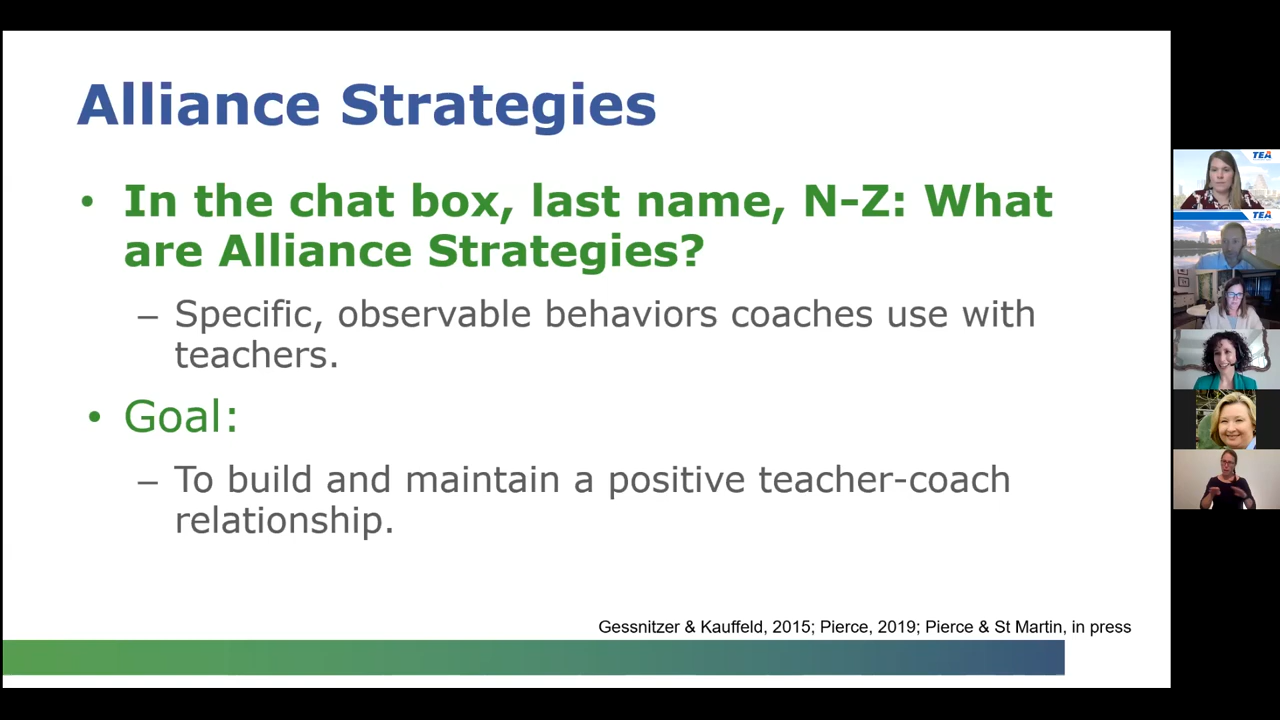 Alliance Strategies
• In the chat box, last name, N-Z: What
are Alliance Strategies?
– Specific, observable behaviors coaches use with
teachers.
• Goal:
– To build and maintain a positive teacher-coach
relationship.
Gessnitzer & Kauffeld, 2015; Pierce, 2019; Pierce & St Martin, in press
TEA
TEA